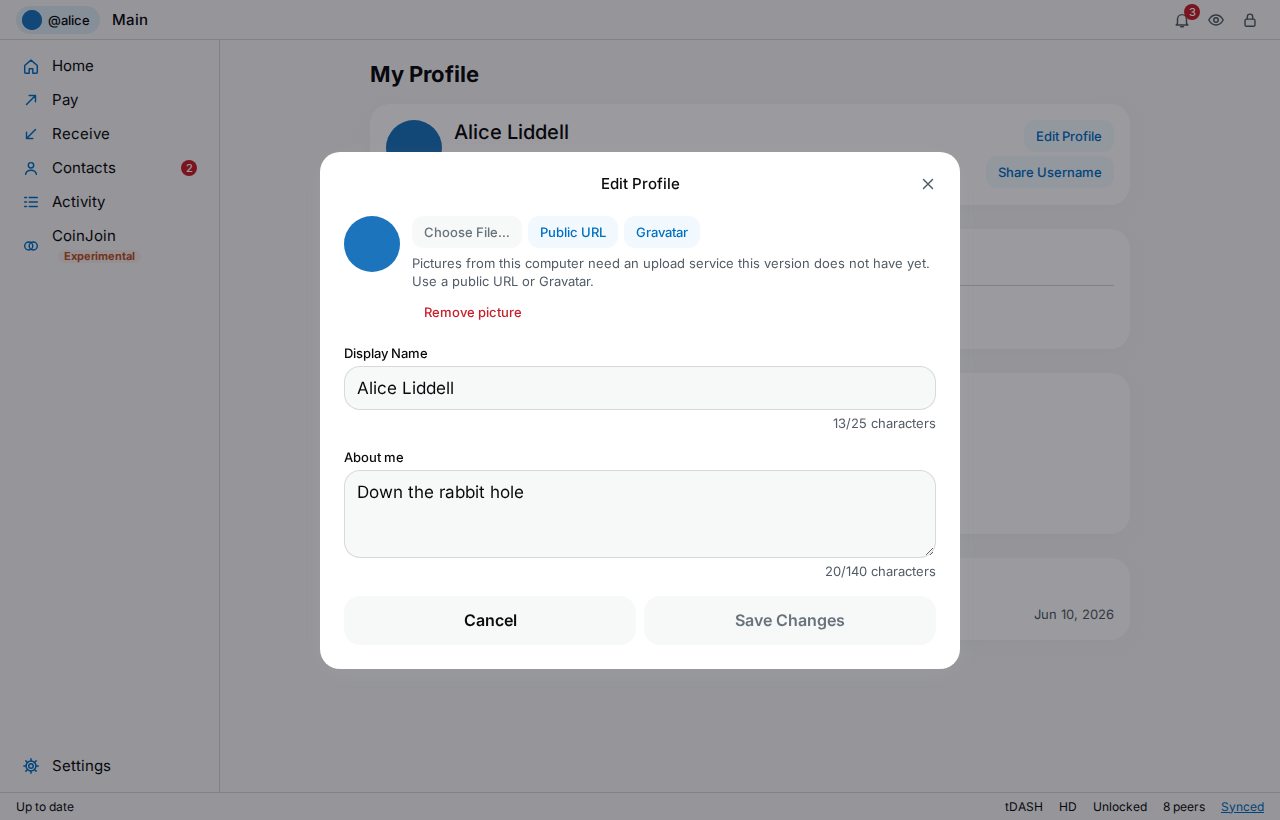 @alice
Main
3
Home
Pay
Receive
Contacts
2
Activity
CoinJoin
Experimental
Settings
My Profile
Alice Liddell
Edit Profile
Share Username
Jun 10, 2026
Edit Profile
Choose File...
Public URL
Gravatar
Pictures from this computer need an upload service this version does not have yet.
Use a public URL or Gravatar.
Remove picture
Display Name
Alice Liddell
13/25 characters
About me
Down the rabbit hole
20/140 characters
Cancel
Save Changes
Up to date
tDASH
HD
Unlocked
8 peers
Synced